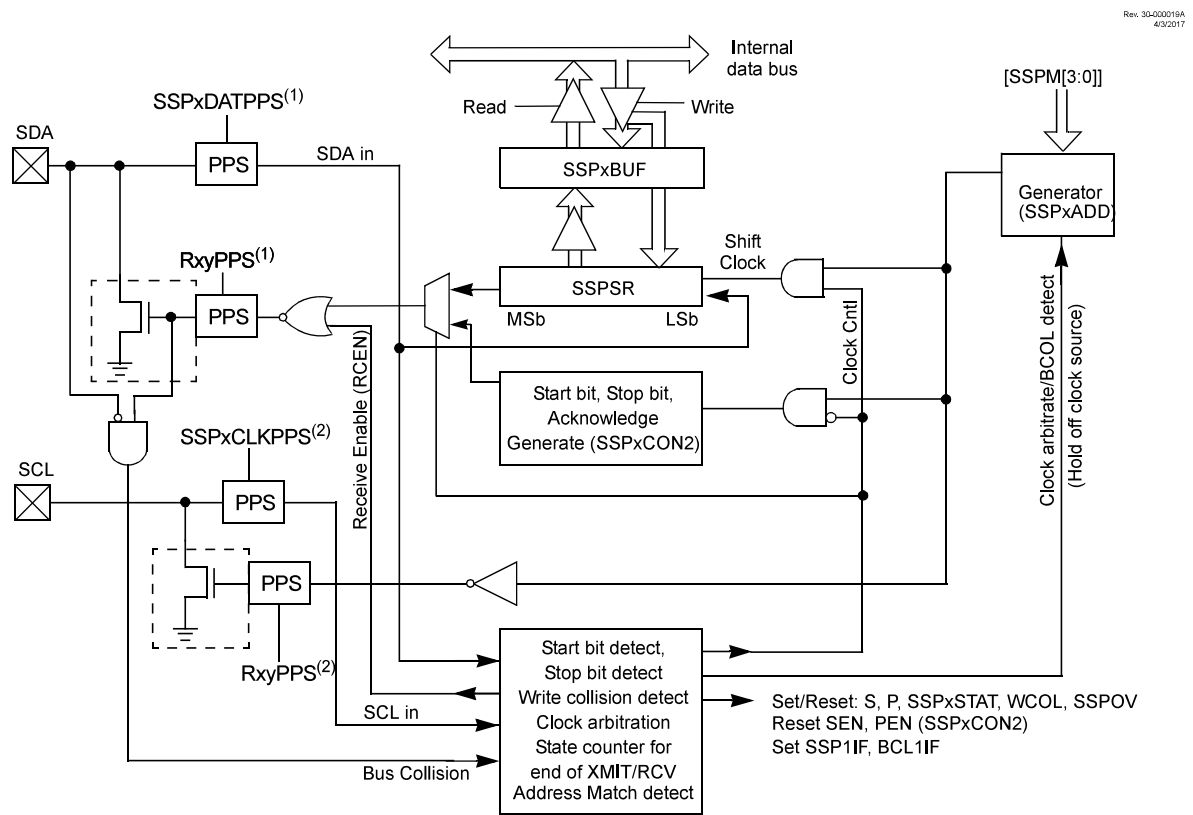 Rev. 30-000019A
4/3/2017
Internal
data bus
[SSPM[3:0]]
Read
Write
SSPxDATPPS(1)
SDA
PPS
SDA in
SSPxBUF
Generator
(SSPxADD)
Shift
Clock
RxyPPS(1)
PPS
SSPSR
MSb
LSb
Clock Cntl
Clock arbitrate/BCOL detect
(Hold off clock source)
Receive Enable (RCEN)
Start bit, Stop bit,
Acknowledge
Generate (SSPxCON2)
SSPxCLKPPS(2)
SCL
PPS
PPS
RxyPPS(2)
SCL in
Bus Collision
Start bit detect,
Stop bit detect
Write collision detect
Clock arbitration
State counter for
end of XMIT/RCV
Address Match detect
Set/Reset: S, P, SSPxSTAT, WCOL, SSPOV
Reset SEN, PEN (SSPxCON2)
Set SSP1IF, BCL1IF